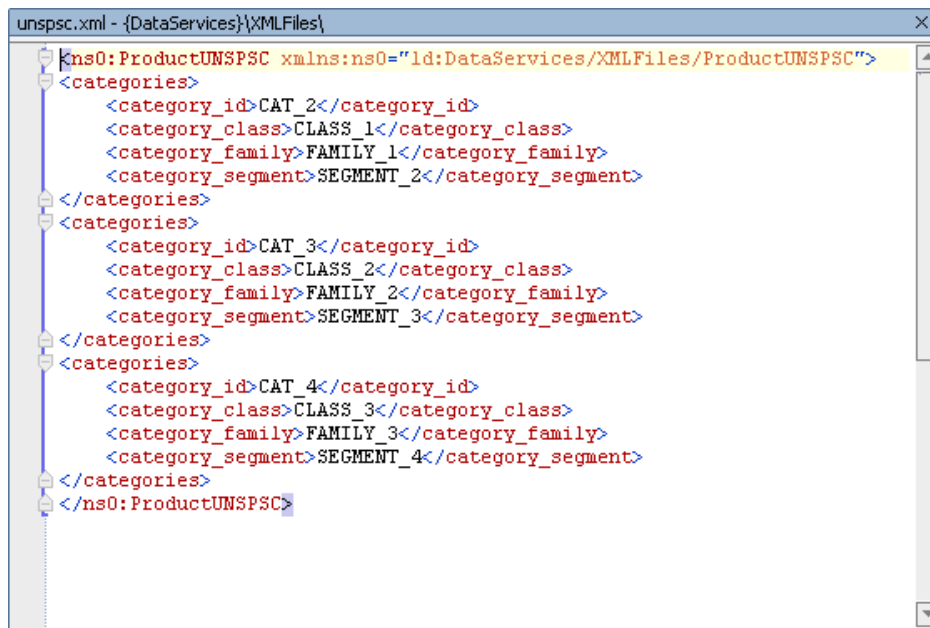 unspsc.xml - {DataServices}\XMLFiles\
<ns0:ProductUNSPSC xmlns:ns0="ld:DataServices/XMLFiles/ProductUNSPSC">
<categories>
    <category_id>CAT_2</category_id>
    <category_class>CLASS_1</category_class>
    <category_family>FAMILY_1</category_family>
    <category_segment>SEGMENT_2</category_segment>
</categories>
<categories>
    <category_id>CAT_3</category_id>
    <category_class>CLASS_2</category_class>
    <category_family>FAMILY_2</category_family>
    <category_segment>SEGMENT_3</category_segment>
</categories>
<categories>
    <category_id>CAT_4</category_id>
    <category_class>CLASS_3</category_class>
    <category_family>FAMILY_3</category_family>
    <category_segment>SEGMENT_4</category_segment>
</categories>
</ns0:ProductUNSPSC>